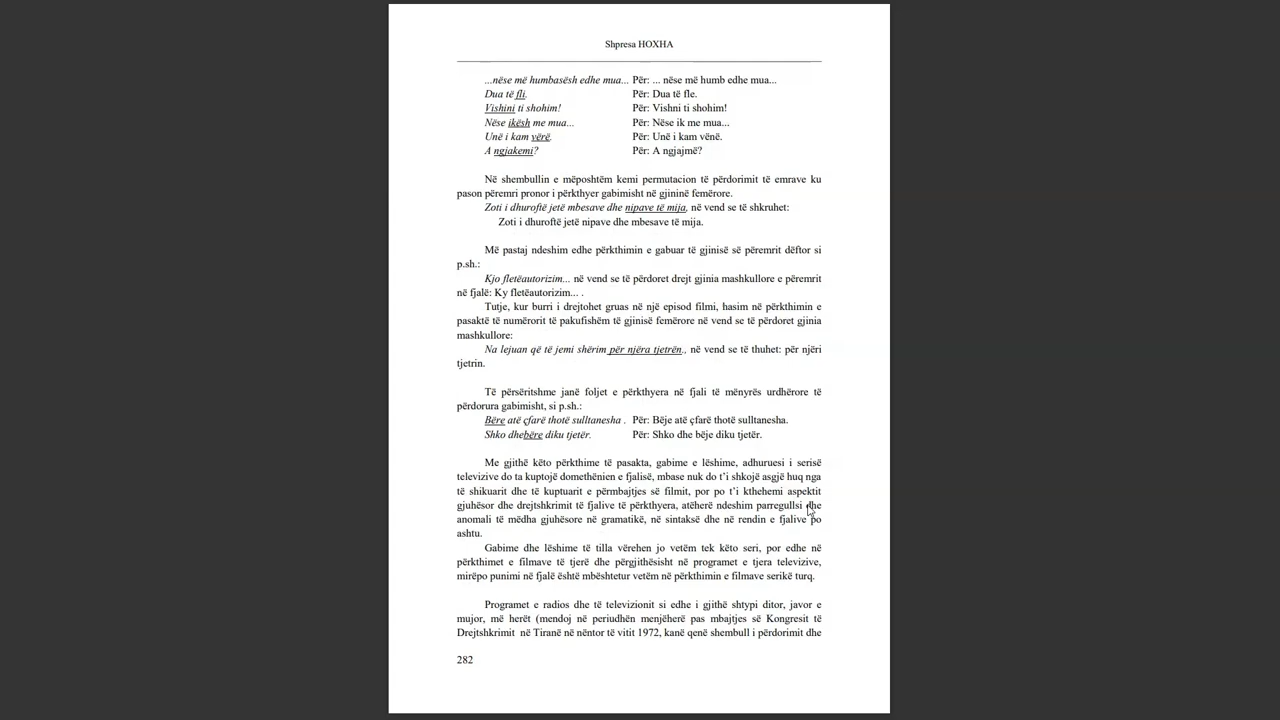 Shpresa HOXHA
...nëse më humbasësh edhe mua... Për: ... nëse më humb edhe mua...
Dua të fli. Për: Dua të fle.
Vishini ti shohim! Për: Vishni ti shohim!
Nëse ikësh me mua... Për: Nëse ik me mua...
Unë i kam vërë. Për: Unë i kam vënë.
A ngjakemi? Për: A ngjajmë?
Në shembullin e mëposhtëm kemi permutacion të përdorimit të emrave ku
pason përemri pronor i përkthyer gabimisht në gjininë femërore.
Zoti i dhuroftë jetë mbesave dhe nipave të mija, në vend se të shkruhet:
Zoti i dhuroftë jetë nipave dhe mbesave të mija.
Më pastaj ndeshim edhe përkthimin e gabuar të gjinisë së përemrit dëftor si
p.sh.:
Kjo fletëautorizim... në vend se të përdoret drejt gjinia mashkullore e përemrit
në fjalë: Ky fletëautorizim... .
Tutje, kur burri i drejtohet gruas në një episod filmi, hasim në përkthimin e
pasaktë të numërorit të pakufishëm të gjinisë femërore në vend se të përdoret gjinia
mashkullore:
Na lejuan që të jemi shërim për njëra tjetrën., në vend se të thuhet: për njëri
tjetrin.
Të përsëritshme janë foljet e përkthyera në fjali të mënyrës urdhërore të
përdorura gabimisht, si p.sh.:
Bëre atë çfarë thotë sulltanesha . Për: Bëje atë çfarë thotë sulltanesha.
Shko dhebëre diku tjetër. Për: Shko dhe bëje diku tjetër.
Me gjithë këto përkthime të pasakta, gabime e lëshime, adhuruesi i serisë
televizive do ta kuptojë domethënien e fjalisë, mbase nuk do t’i shkojë asgjë huq nga
të shikuarit dhe të kuptuarit e përmbajtjes së filmit, por po t’i kthehemi aspektit
gjuhësor dhe drejtshkrimit të fjalive të përkthyera, atëherë ndeshim parregullsi dhe
anomali të mëdha gjuhësore në gramatikë, në sintaksë dhe në rendin e fjalive po
ashtu.
Gabime dhe lëshime të tilla vërehen jo vetëm tek këto seri, por edhe në
përkthimet e filmave të tjerë dhe përgjithësisht në programet e tjera televizive,
mirëpo punimi në fjalë është mbështetur vetëm në përkthimin e filmave serikë turq.
Programet e radios dhe të televizionit si edhe i gjithë shtypi ditor, javor e
mujor, më herët (mendoj në periudhën menjëherë pas mbajtjes së Kongresit të
Drejtshkrimit në Tiranë në nëntor të vitit 1972, kanë qenë shembull i përdorimit dhe
282